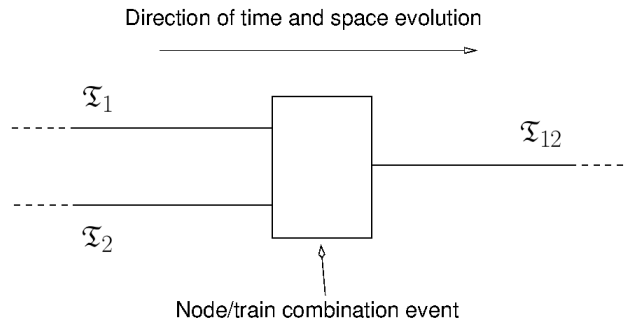 Direction of time and space evolution
𝔗₁
𝔗₁₂
𝔗₂
Node/train combination event